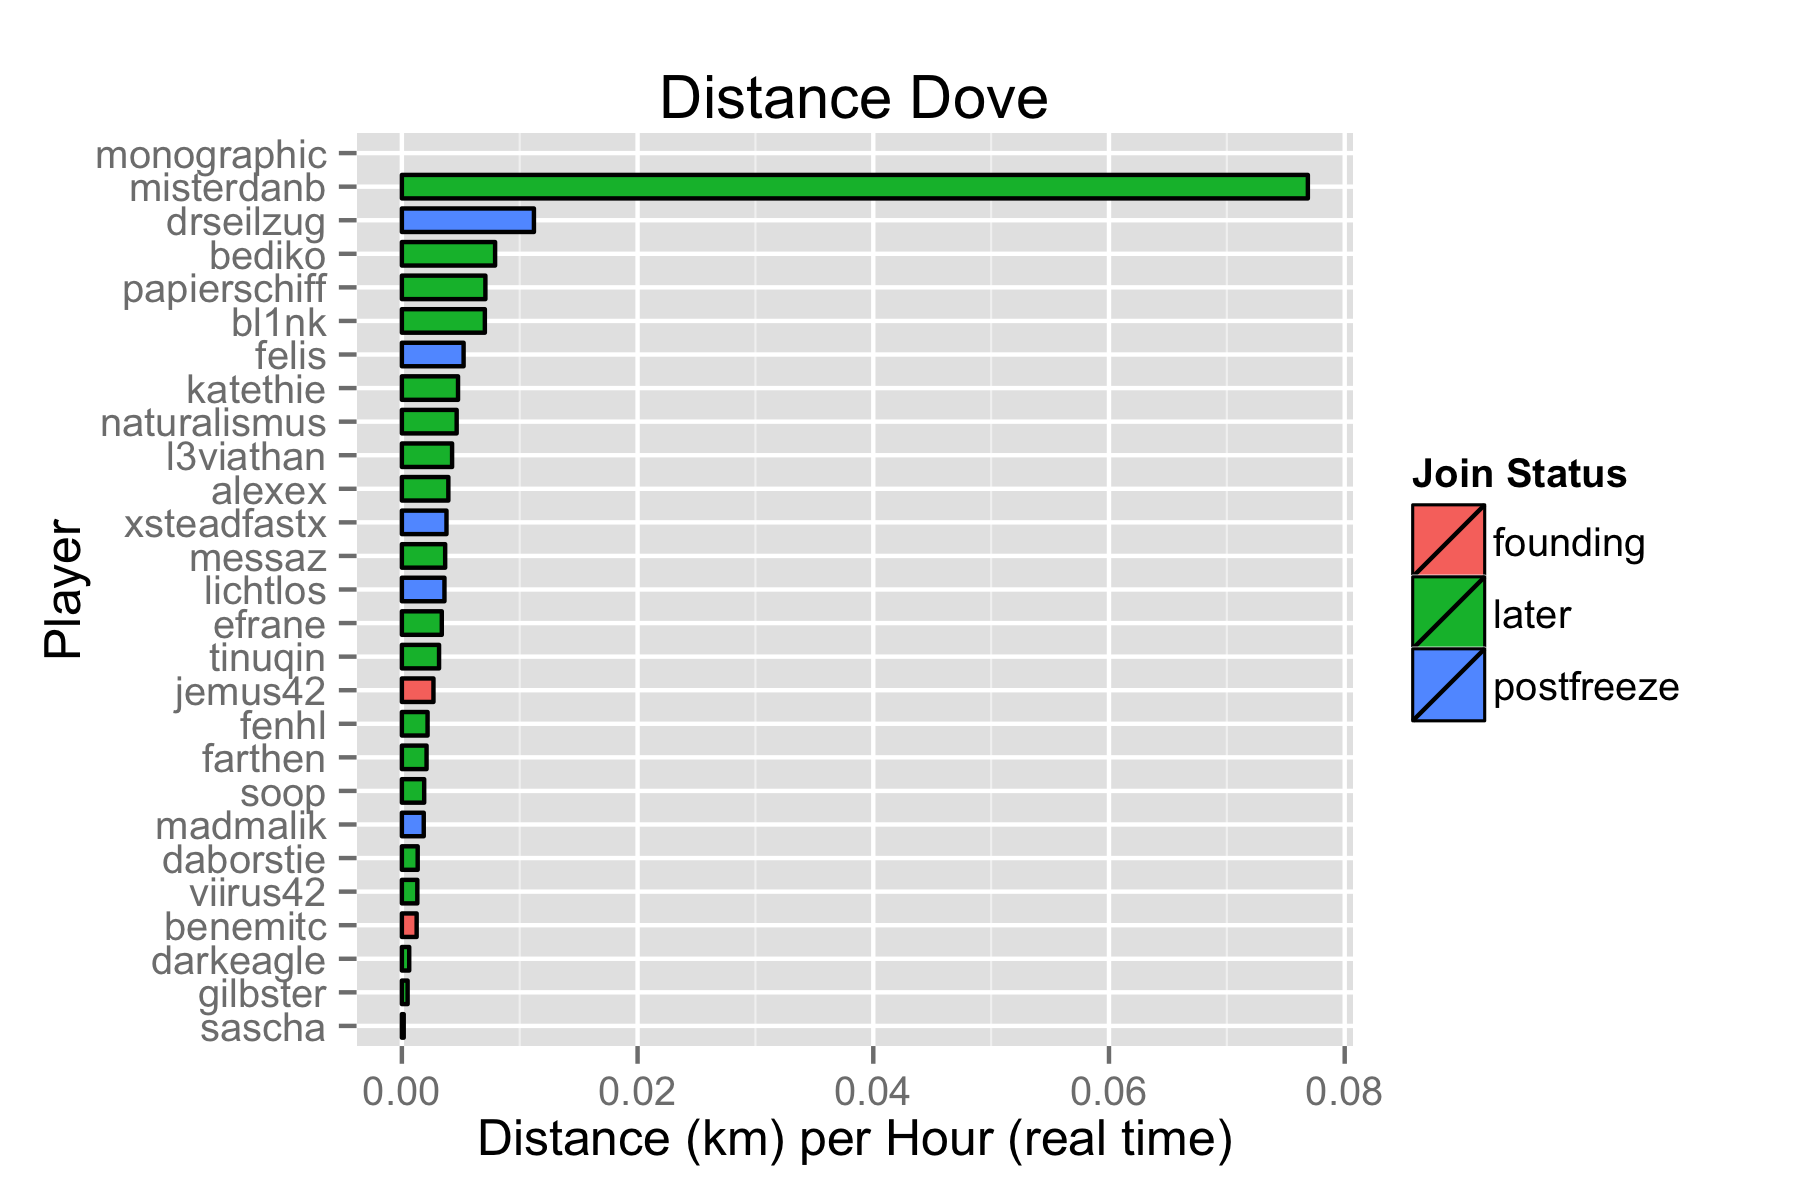 Distance Dove
monographic
misterdanb
drseilzug
bediko
papierschiff
bl1nk
felis
katethie
naturalismus
l3viathan
alexex
xsteadfastx
messaz
lichtlos
efrane
tinuqin
jemus42
fenhl
farthen
soop
madmalik
daborstie
viirus42
benemitc
darkeagle
gilbster
sascha
Player
0.00 0.02 0.04 0.06 0.08
Distance (km) per Hour (real time)
Join Status
founding
later
postfreeze